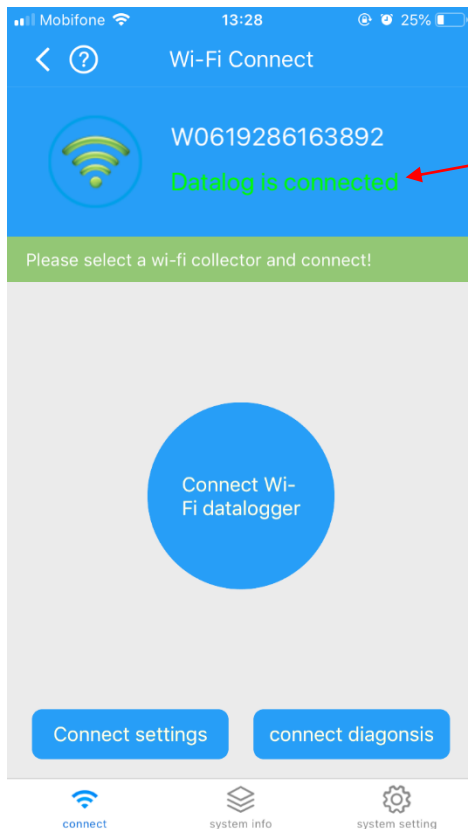 Mobifone 13:28 25%
Wi-Fi Connect
W0619286163892
Datalog is connected
Please select a wi-fi collector and connect!
Connect Wi-
Fi datalogger
Connect settings connect diagonsis
connect system info system setting